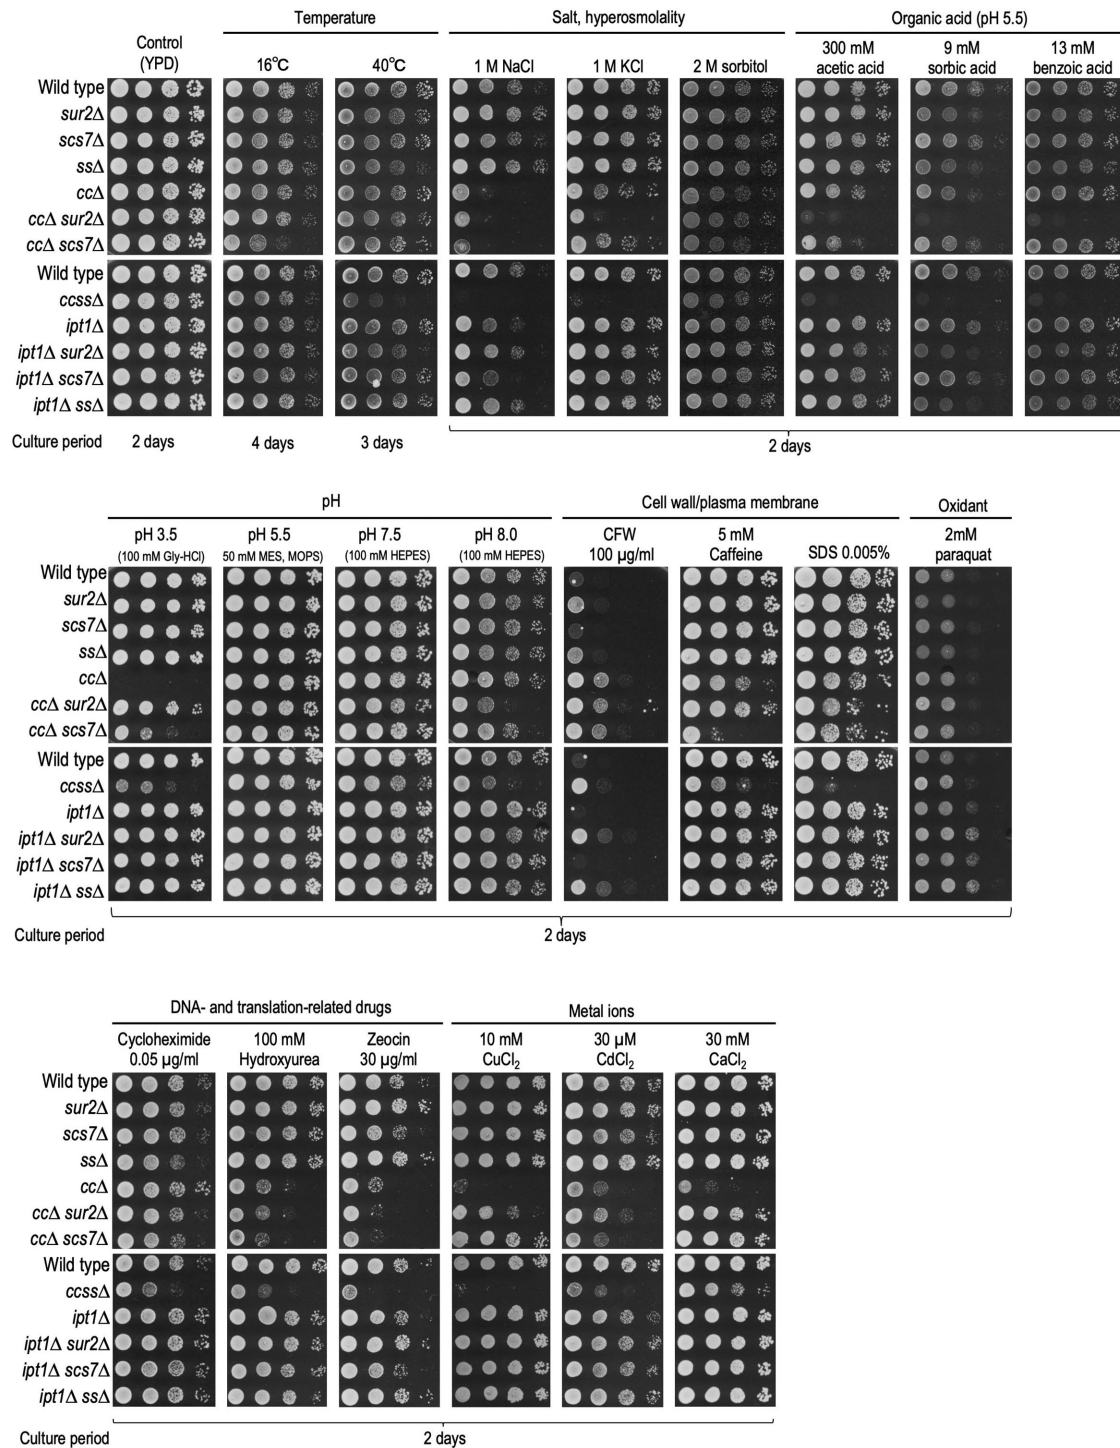 Temperature
Salt, hyperosmolality
Organic acid (pH 5.5)
Control
(YPD)
16℃
40℃
1 M NaCl
1 M KCl
2 M sorbitol
300 mM
acetic acid
9 mM
sorbic acid
13 mM
benzoic acid
Wild type
sur2Δ
scs7Δ
ssΔ
ccΔ
ccΔ sur2Δ
ccΔ scs7Δ
Wild type
ccssΔ
ipt1Δ
ipt1Δ sur2Δ
ipt1Δ scs7Δ
ipt1Δ ssΔ
Culture period
2 days
4 days
3 days
2 days
pH
Cell wall/plasma membrane
Oxidant
pH 3.5
(100 mM Gly-HCl)
pH 5.5
50 mM MES, MOPS)
pH 7.5
(100 mM HEPES)
pH 8.0
(100 mM HEPES)
CFW
100 μg/ml
5 mM
Caffeine
SDS 0.005%
2mM
paraquat
Wild type
sur2Δ
scs7Δ
ssΔ
ccΔ
ccΔ sur2Δ
ccΔ scs7Δ
Wild type
ccssΔ
ipt1Δ
ipt1Δ sur2Δ
ipt1Δ scs7Δ
ipt1Δ ssΔ
Culture period
2 days
DNA- and translation-related drugs
Metal ions
Cycloheximide
0.05 μg/ml
100 mM
Hydroxyurea
Zeocin
30 μg/ml
10 mM
CuCl₂
30 μM
CdCl₂
30 mM
CaCl₂
Wild type
sur2Δ
scs7Δ
ssΔ
ccΔ
ccΔ sur2Δ
ccΔ scs7Δ
Wild type
ccssΔ
ipt1Δ
ipt1Δ sur2Δ
ipt1Δ scs7Δ
ipt1Δ ssΔ
Culture period
2 days